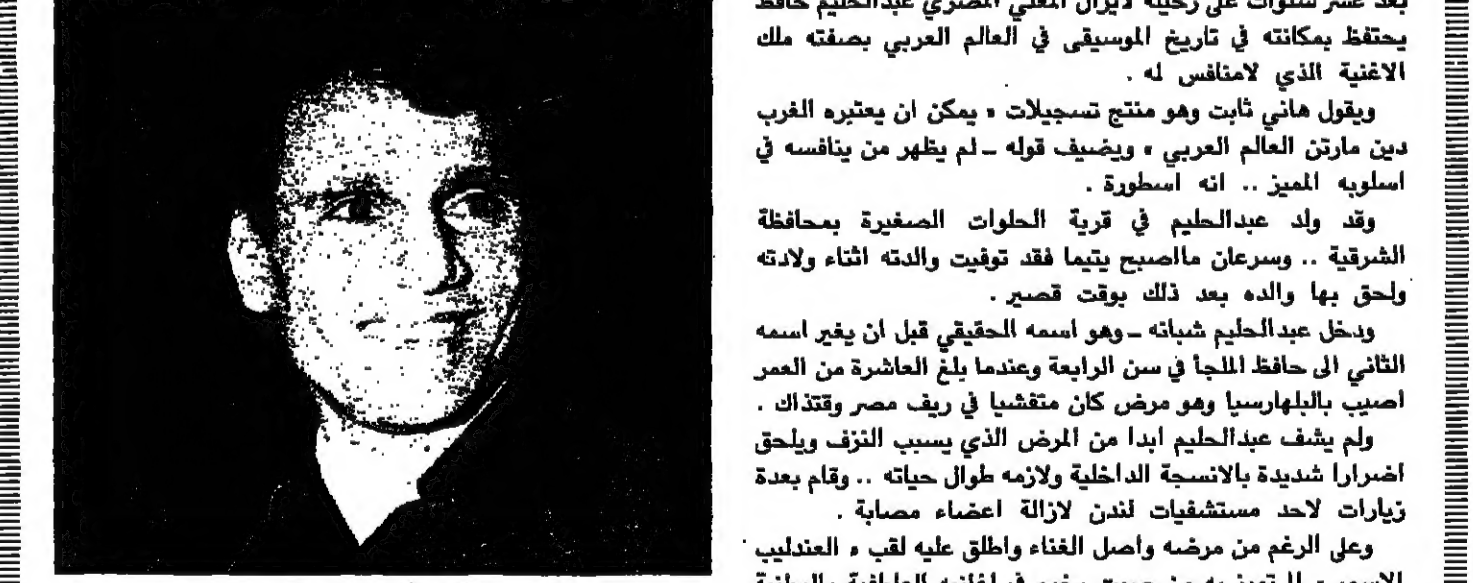 بعد عشر سنوات على رحيله لايزال المغني المصري عبدالحليم حافظ
يحتفظ بمكانته في تاريخ الموسيقى في العالم العربي بصفته ملك
الاغنية الذي لامنافس له .
ويقول هاني ثابت وهو منتج تسجيلات « يمكن ان يعتبره الغرب
دين مارتن العالم العربي » ويضيف قوله ــ لم يظهر من ينافسه في
اسلوبه المميز .. انه اسطورة .
وقد ولد عبدالحليم في قرية الحلوات الصغيرة بمحافظة
الشرقية .. وسرعان مااصبح يتيما فقد توفيت والدته اثناء ولادته
ولحق بها والده بعد ذلك بوقت قصير .
ودخل عبدالحليم شبانه ــ وهو اسمه الحقيقي قبل ان يغير اسمه
الثاني الى حافظ الملجأ في سن الرابعة وعندما بلغ العاشرة من العمر
اصيب بالبلهارسيا وهو مرض كان متفشيا في ريف مصر وقتذاك .
ولم يشف عبدالحليم ابدا من المرض الذي يسبب النزف ويلحق
اضرارا شديدة بالانسجة الداخلية ولازمه طوال حياته .. وقام بعدة
زيارات لاحد مستشفيات لندن لازالة اعضاء مصابة .
وعلى الرغم من مرضه واصل الغناء واطلق عليه لقب « العندليب